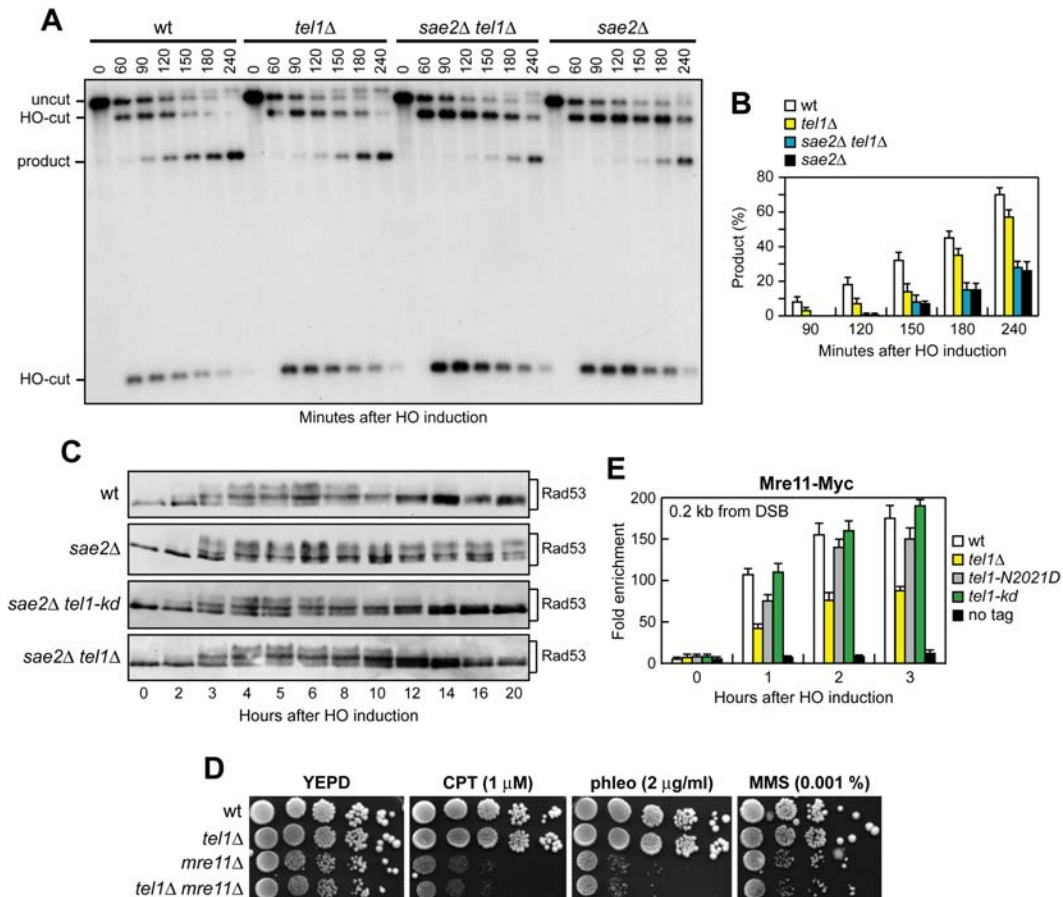 A
wt tel1Δ sae2Δ tel1Δ sae2Δ
0 60 90 120 150 180 240 0 60 90 120 150 180 240 0 60 90 120 150 180 240 0 60 90 120 150 180 240
uncut
HO-cut
product
HO-cut
Minutes after HO induction
B
wt
tel1Δ
sae2Δ tel1Δ
sae2Δ
Product (%)
80
60
40
20
0
90 120 150 180 240
Minutes after HO induction
C
wt Rad53
sae2Δ Rad53
sae2Δ tel1-kd Rad53
sae2Δ tel1Δ Rad53
0 2 3 4 5 6 8 10 12 14 16 20
Hours after HO induction
E
Mre11-Myc
0.2 kb from DSB
Fold enrichment
200
150
100
50
0
0 1 2 3
Hours after HO induction
wt
tel1Δ
tel1-N2021D
tel1-kd
no tag
D
YEPD CPT (1 μM) phleo (2 μg/ml) MMS (0.001 %)
wt
tel1Δ
mre11Δ
tel1Δ mre11Δ